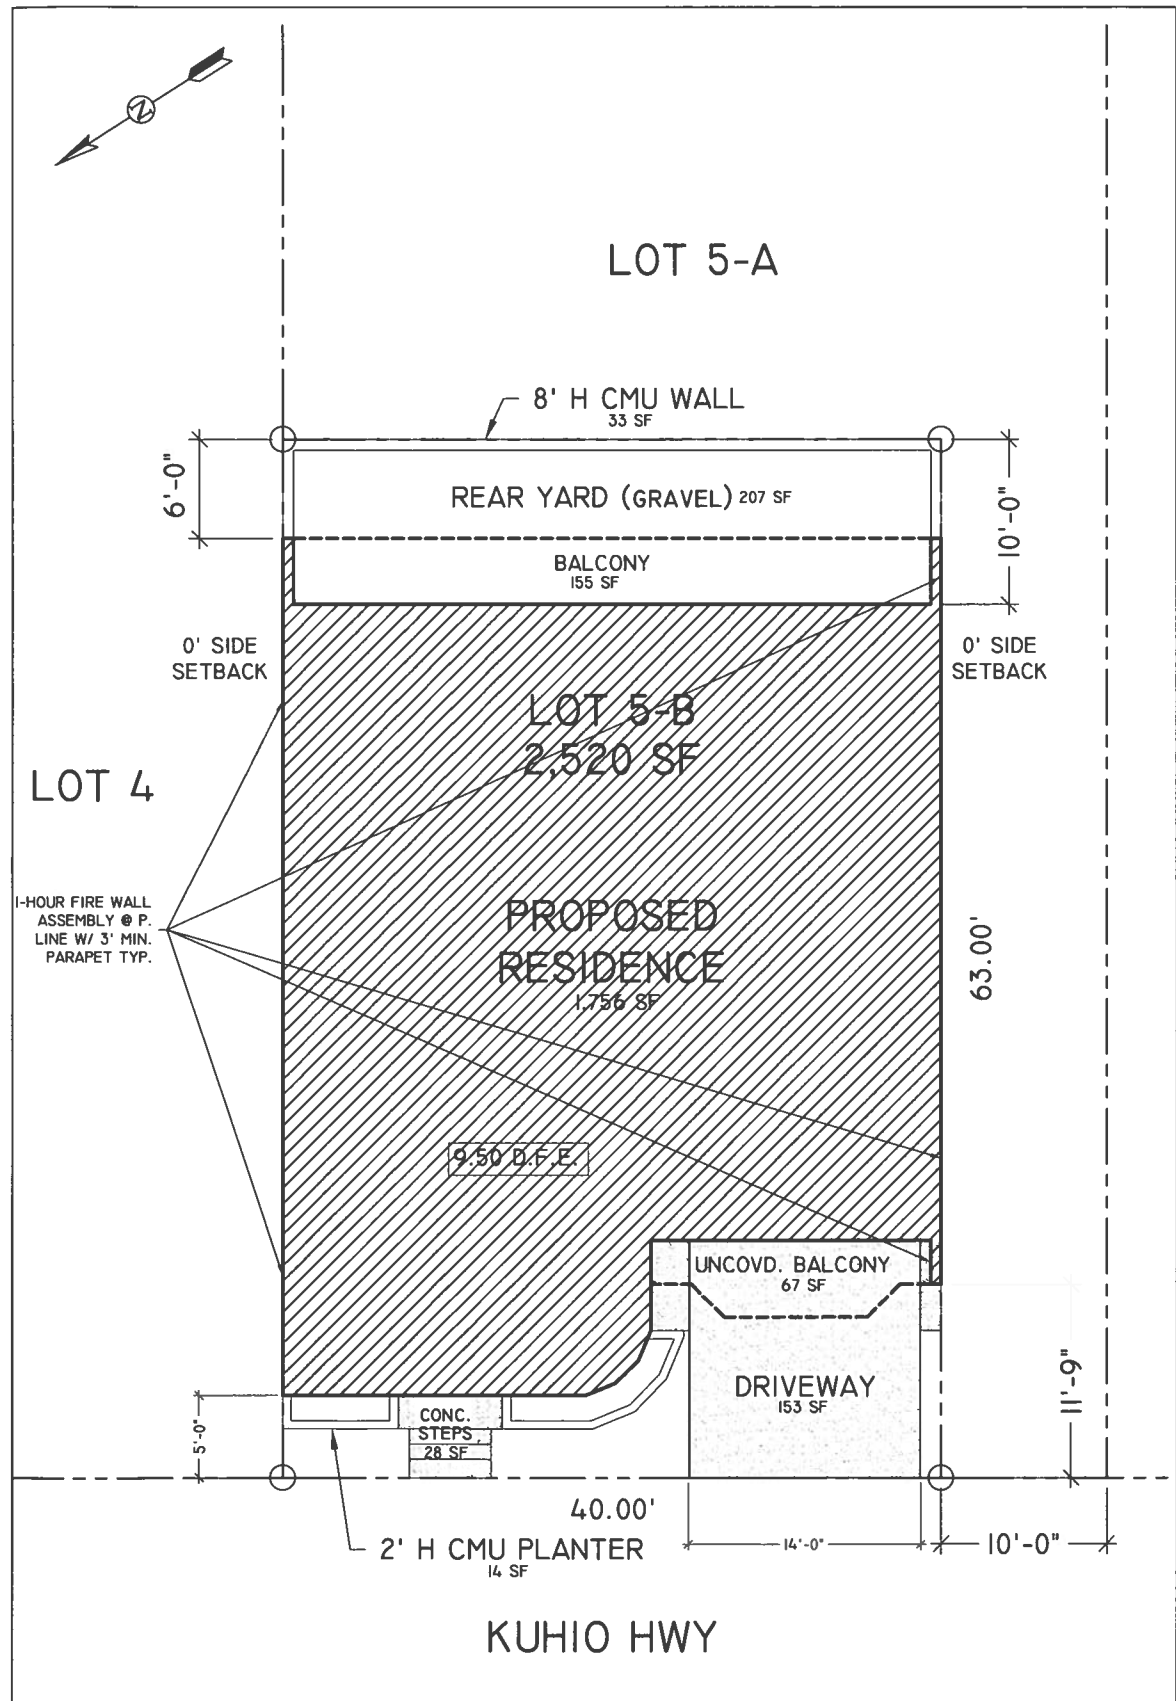 N
LOT 5-A
8' H CMU WALL
33 SF
6'-0"
REAR YARD (GRAVEL) 207 SF
10'-0"
BALCONY
155 SF
0' SIDE
SETBACK
0' SIDE
SETBACK
LOT 5-B
2,520 SF
LOT 4
1-HOUR FIRE WALL
ASSEMBLY @ P.
LINE W/ 3' MIN.
PARAPET TYP.
PROPOSED
RESIDENCE
1,756 SF
63.00'
9.50 D.F.E.
UNCOVD. BALCONY
67 SF
DRIVEWAY
153 SF
11'-9"
5'-0"
CONC.
STEPS
28 SF
40.00'
14'-0"
10'-0"
2' H CMU PLANTER
14 SF
KUHIO HWY